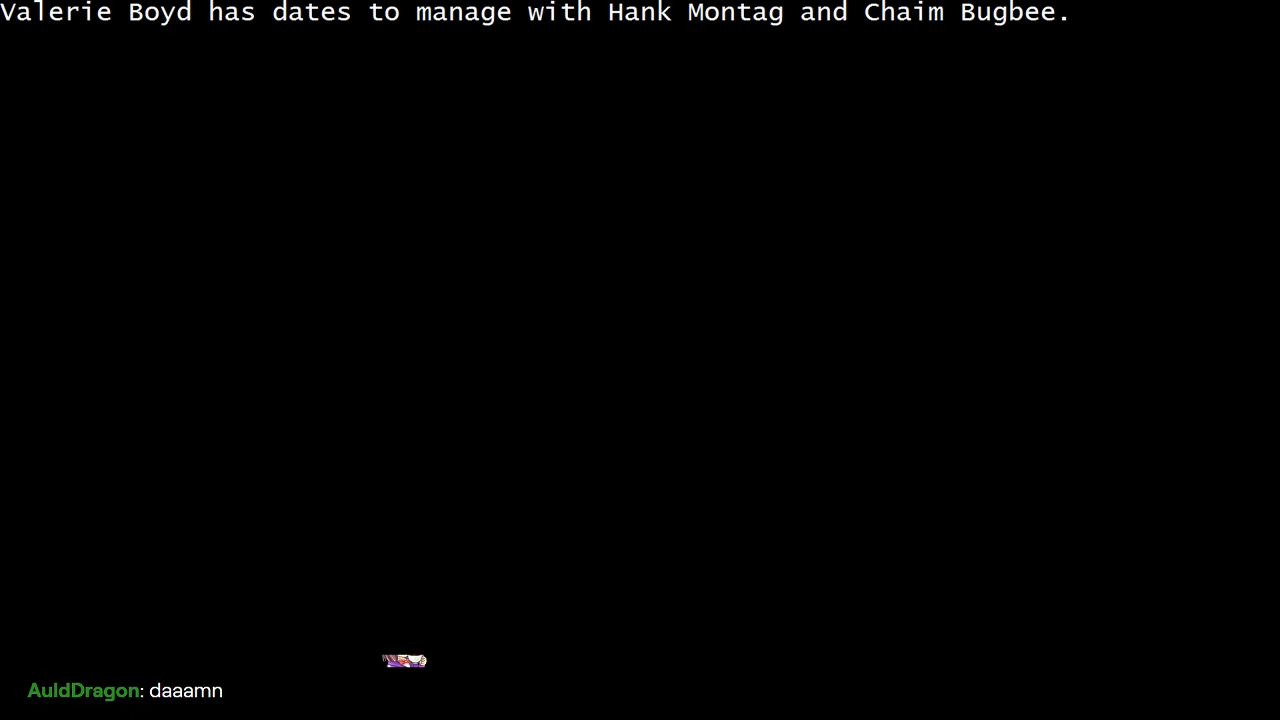 Valerie Boyd has dates to manage with Hank Montag and Chaim Bugbee.
AuldDragon: daaamn